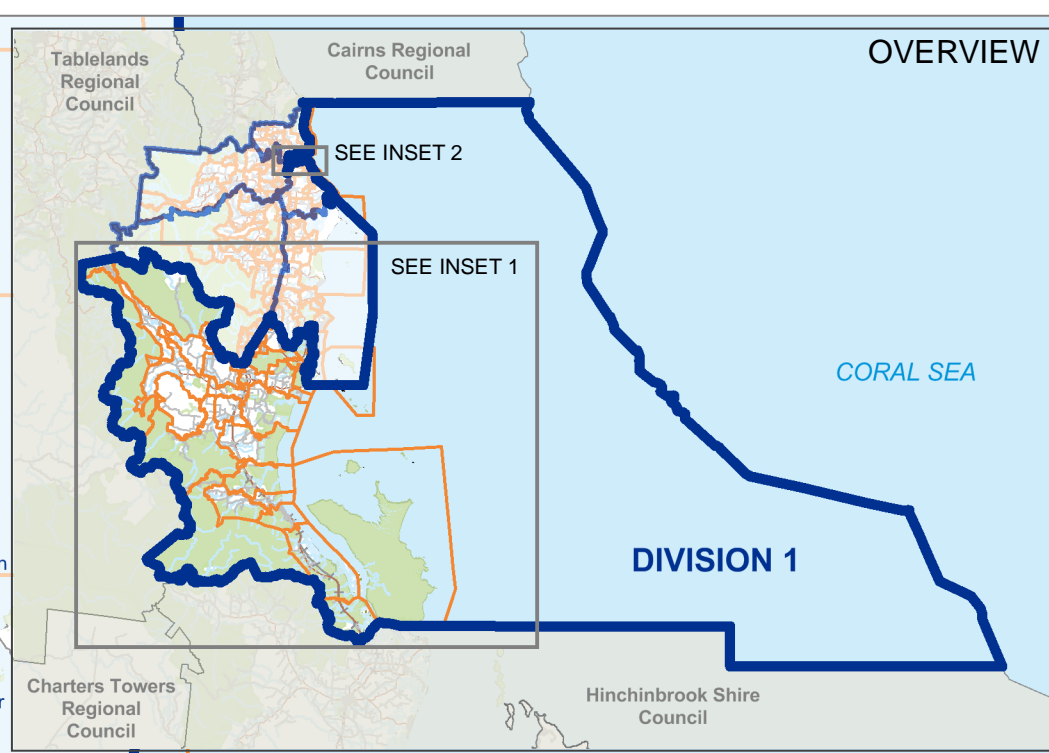 Tablelands
Regional
Council
Cairns Regional
Council
OVERVIEW
SEE INSET 2
SEE INSET 1
CORAL SEA
DIVISION 1
Charters Towers
Regional
Council
Hinchinbrook Shire
Council